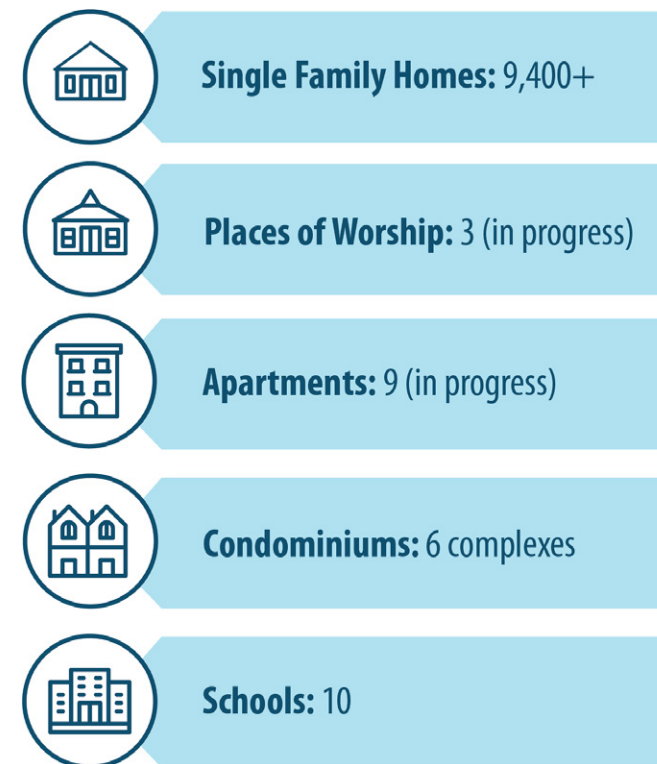 Single Family Homes: 9,400+
Places of Worship: 3 (in progress)
Apartments: 9 (in progress)
Condominiums: 6 complexes
Schools: 10